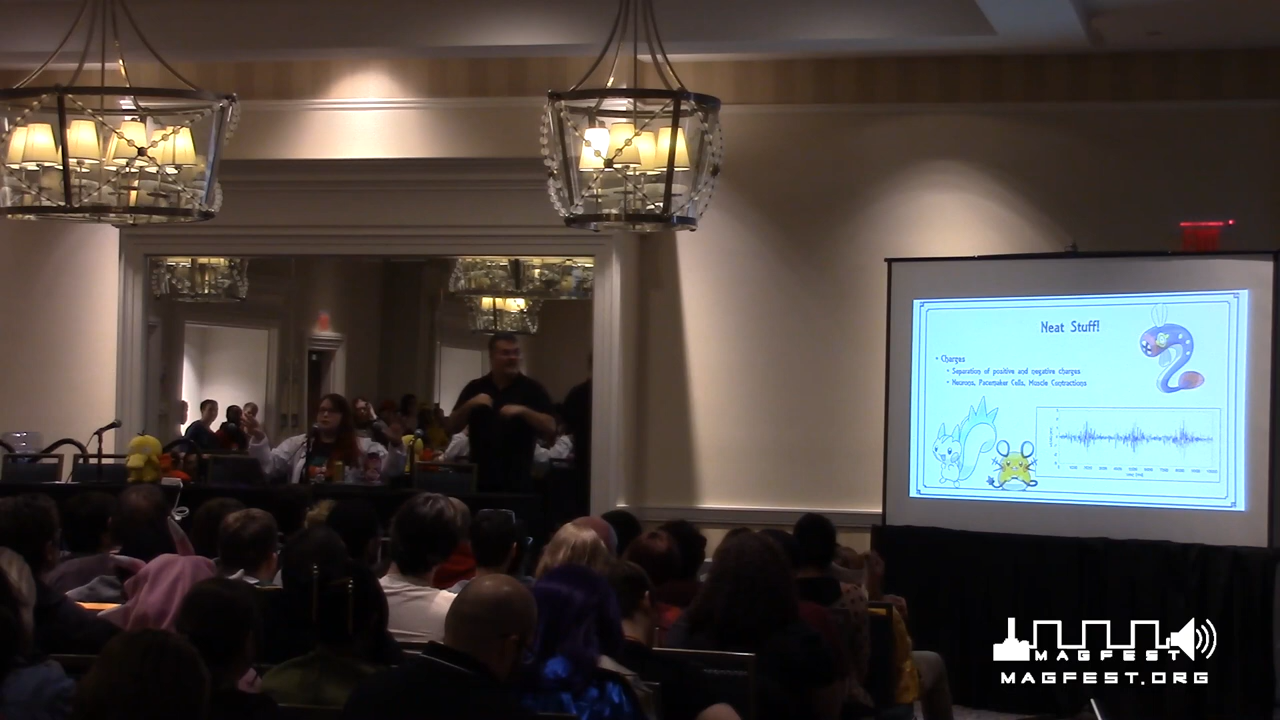 Neat Stuff!
• Charges
• Separation of positive and negative charges
• Neurons, Pacemaker Cells, Muscle Contractions
MAGFEST
MAGFEST.ORG